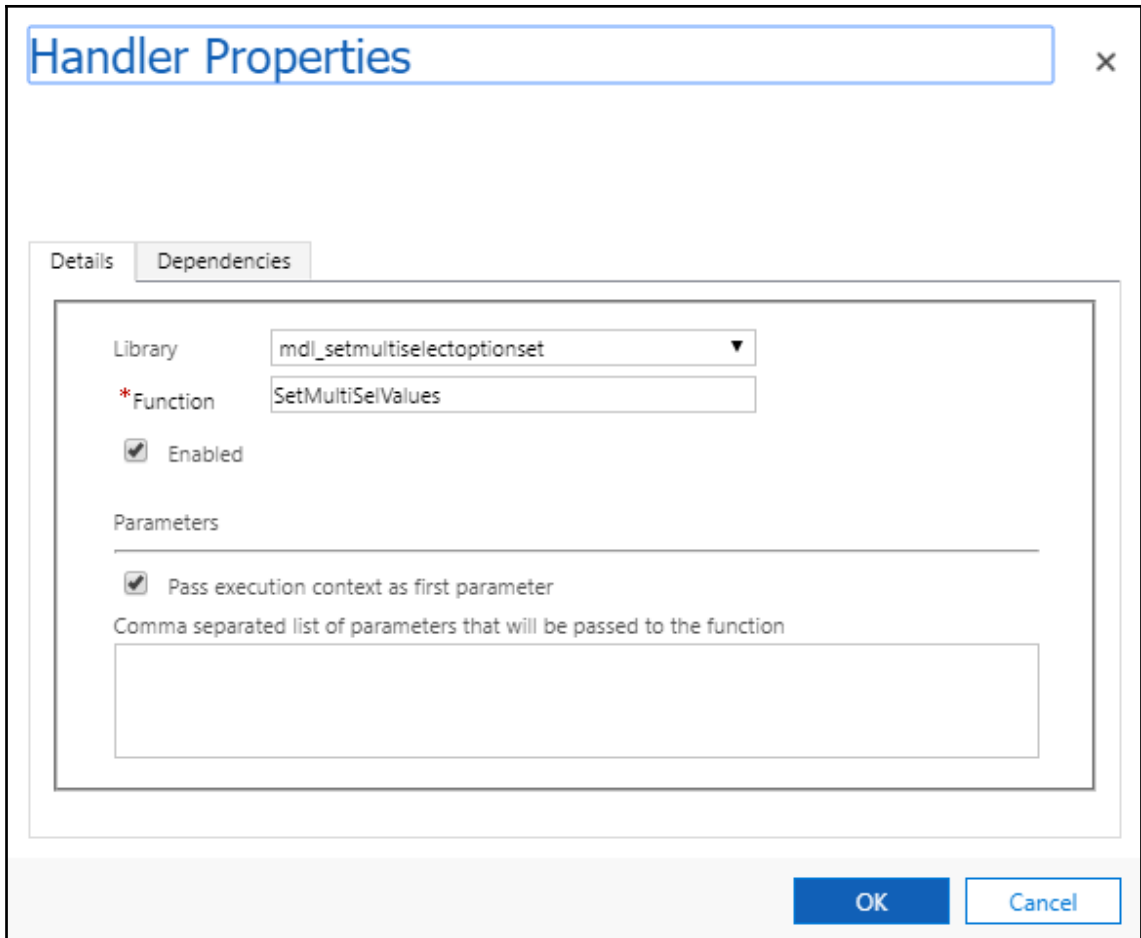 Handler Properties
Details Dependencies
Library mdl_setmultiselectoptionset
*Function SetMultiSelValues
Enabled
Parameters
Pass execution context as first parameter
Comma separated list of parameters that will be passed to the function
OK Cancel